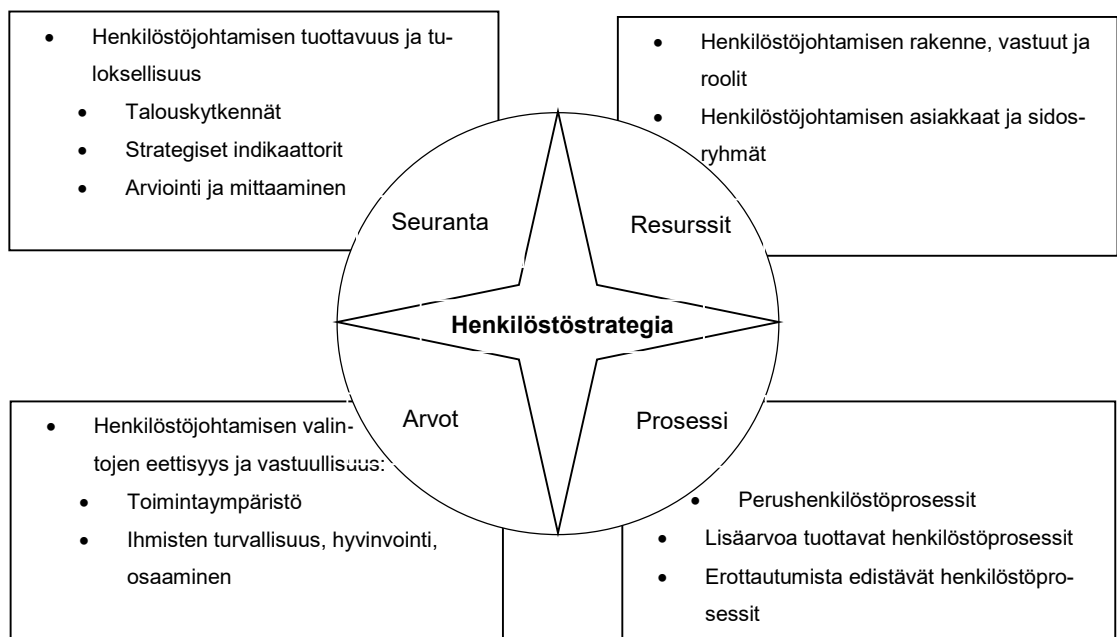 • Henkilöstöjohtamisen tuottavuus ja tu-
loksellisuus
• Talouskytkennät
• Strategiset indikaattorit
• Arviointi ja mittaaminen
• Henkilöstöjohtamisen rakenne, vastuut ja
roolit
• Henkilöstöjohtamisen asiakkaat ja sidos-
ryhmät
Seuranta
Resurssit
Henkilöstöstrategia
Arvot
Prosessi
• Henkilöstöjohtamisen valin-
tojen eettisyys ja vastuullisuus:
• Toimintaympäristö
• Ihmisten turvallisuus, hyvinvointi,
osaaminen
• Perushenkilöstöprosessit
• Lisäarvoa tuottavat henkilöstöprosessit
• Erottautumista edistävät henkilöstöpro-
sessit